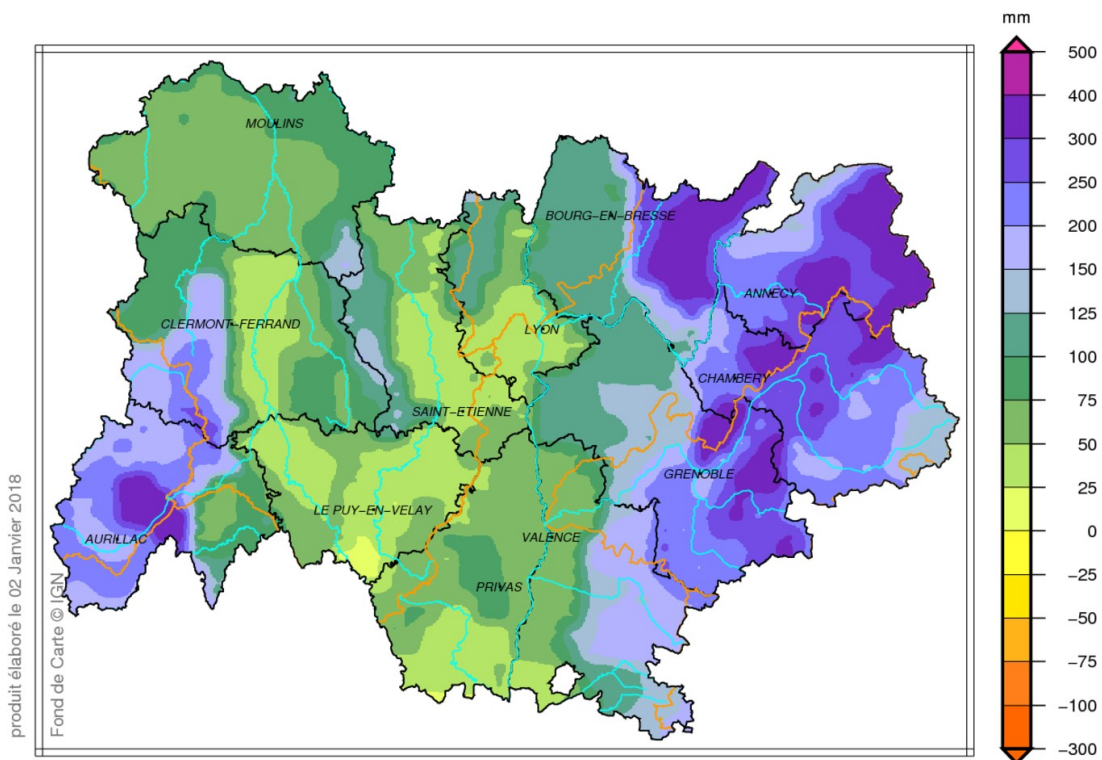 mm
500
400
300
250
200
150
125
100
75
50
25
0
−25
−50
−75
−100
−300
MOULINS
BOURG−EN−BRESSE
ANNECY
CLERMONT−FERRAND
LYON
CHAMBERY
SAINT−ETIENNE
GRENOBLE
LE PUY−EN−VELAY
AURILLAC
VALENCE
PRIVAS
produit élaboré le 02 Janvier 2018
Fond de Carte © IGN